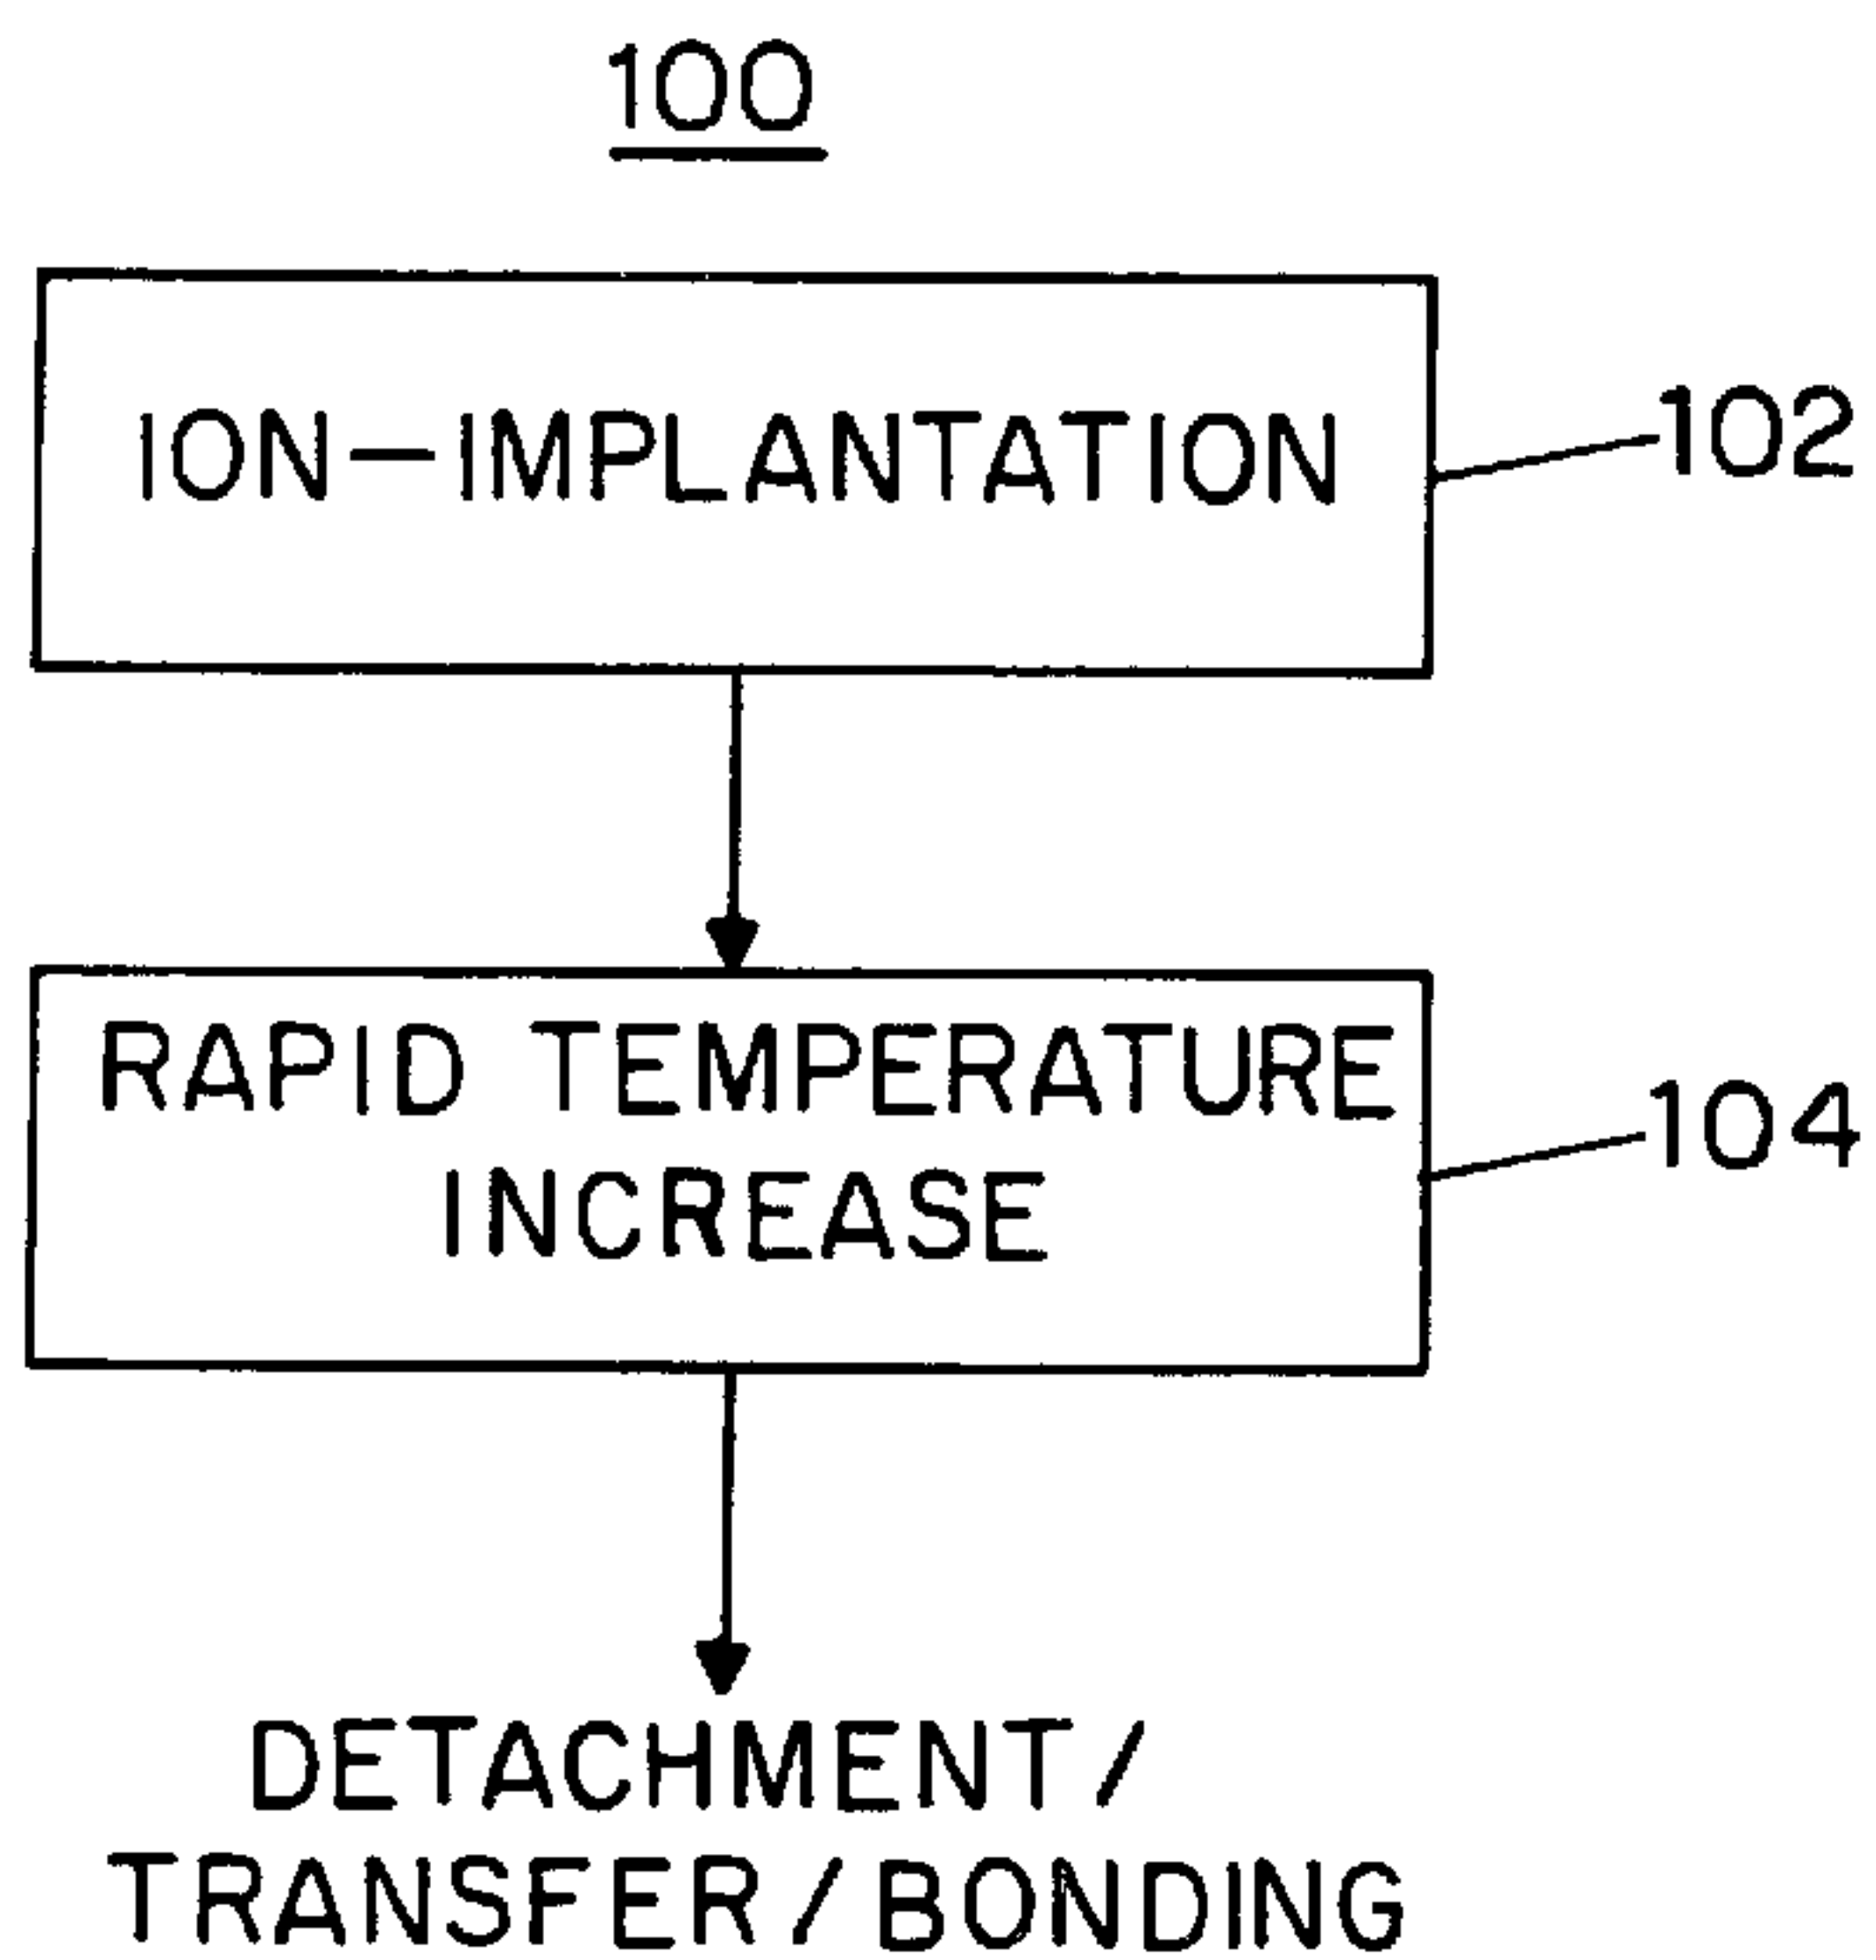 100
ION-IMPLANTATION
102
RAPID TEMPERATURE
INCREASE
104
DETACHMENT/
TRANSFER/BONDING